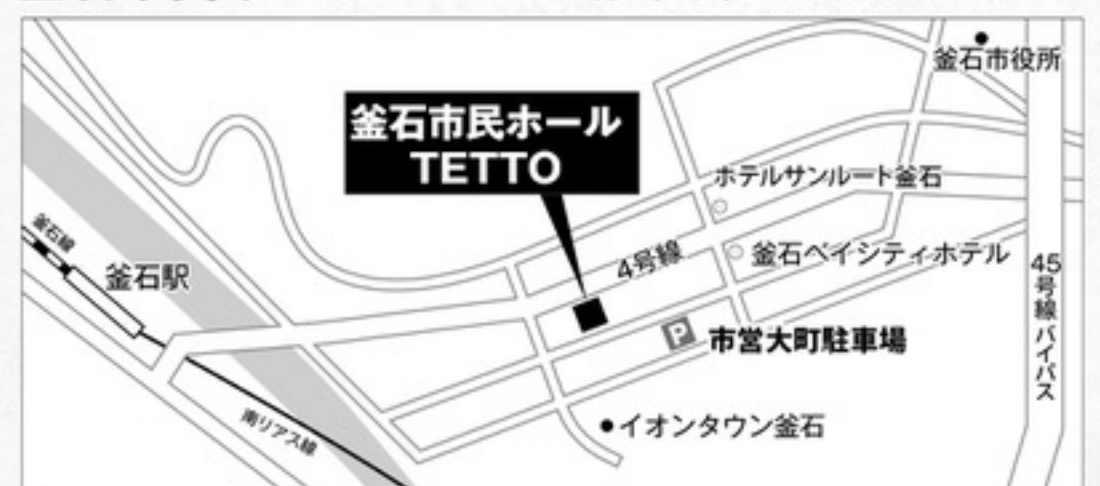 釜石市役所
釜石市民ホール
TETTO
ホテルサンルート釜石
釜石線
釜石駅
4号線
釜石ベイシティホテル
45号線バイパス
P
市営大町駐車場
南リアス線
イオンタウン釜石